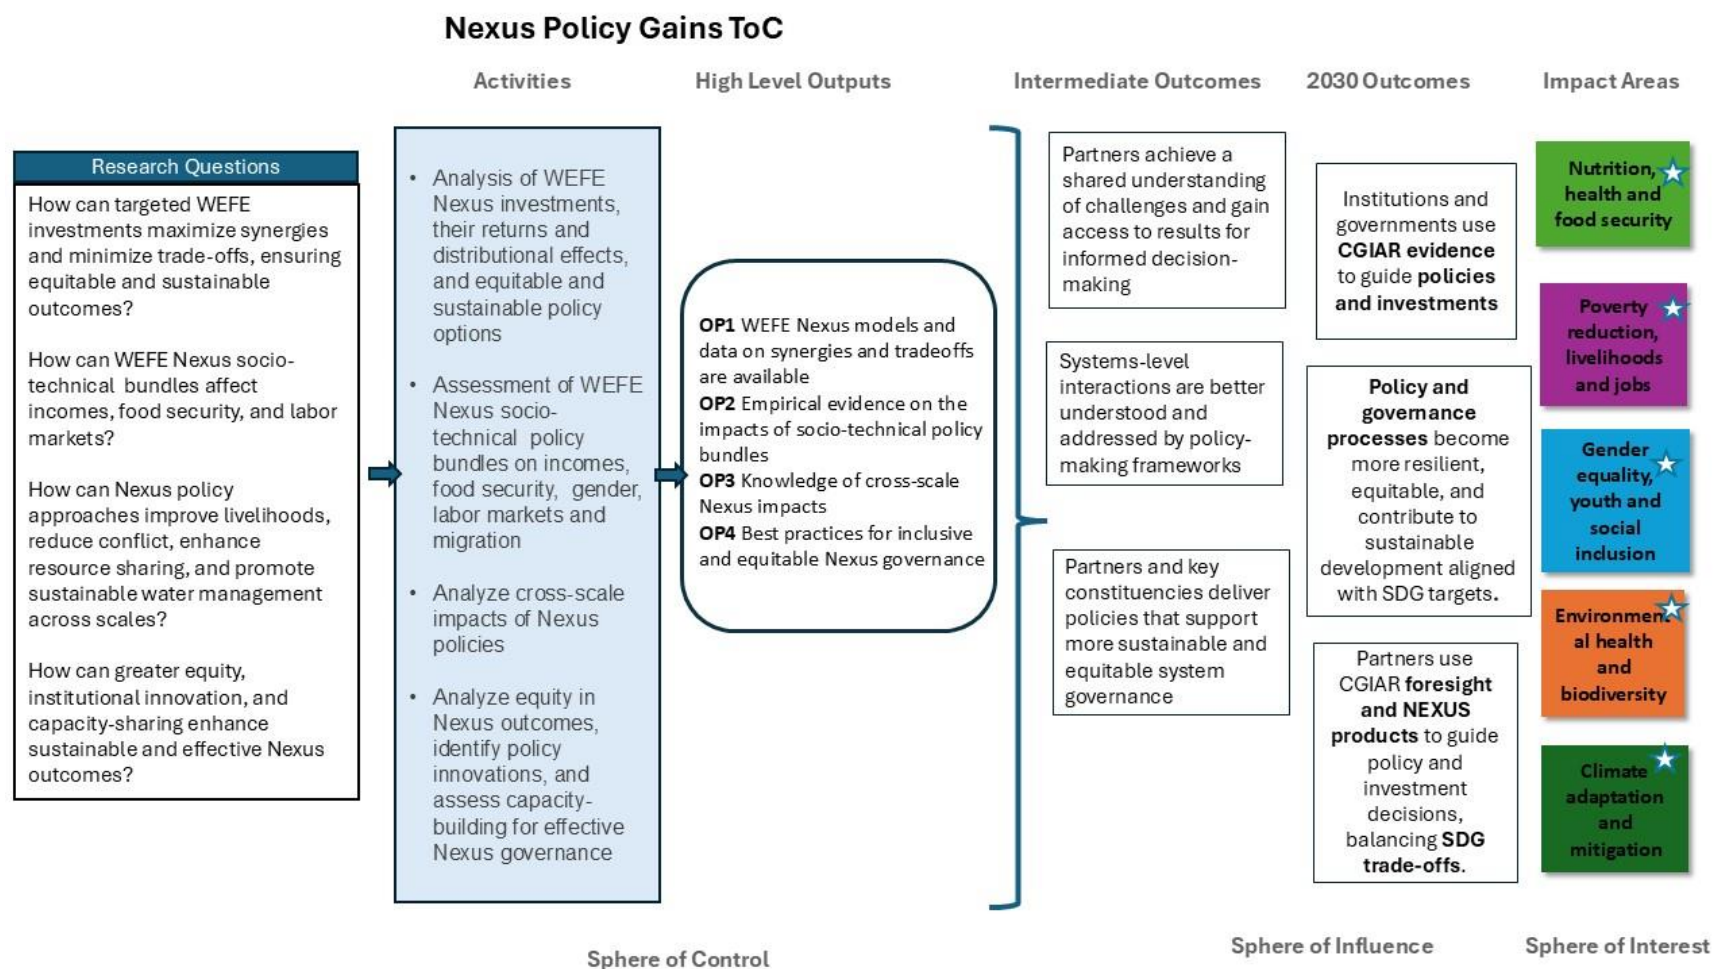 Nexus Policy Gains ToC
Activities
High Level Outputs
Intermediate Outcomes
2030 Outcomes
Impact Areas
Research Questions
How can targeted WEFE
investments maximize synergies
and minimize trade-offs, ensuring
equitable and sustainable
outcomes?
How can WEFE Nexus socio-
technical bundles affect
incomes, food security, and labor
markets?
How can Nexus policy
approaches improve livelihoods,
reduce conflict, enhance
resource sharing, and promote
sustainable water management
across scales?
How can greater equity,
institutional innovation, and
capacity-sharing enhance
sustainable and effective Nexus
outcomes?
• Analysis of WEFE
Nexus investments,
their returns and
distributional effects,
and equitable and
sustainable policy
options
• Assessment of WEFE
Nexus socio-
technical policy
bundles on incomes,
food security, gender,
labor markets and
migration
• Analyze cross-scale
impacts of Nexus
policies
• Analyze equity in
Nexus outcomes,
identify policy
innovations, and
assess capacity-
building for effective
Nexus governance
OP1 WEFE Nexus models and
data on synergies and tradeoffs
are available
OP2 Empirical evidence on the
impacts of socio-technical policy
bundles
OP3 Knowledge of cross-scale
Nexus impacts
OP4 Best practices for inclusive
and equitable Nexus governance
Partners achieve a
shared understanding
of challenges and gain
access to results for
informed decision-
making
Systems-level
interactions are better
understood and
addressed by policy-
making frameworks
Partners and key
constituencies deliver
policies that support
more sustainable and
equitable system
governance
Institutions and
governments use
CGIAR evidence
to guide policies
and investments
Policy and
governance
processes become
more resilient,
equitable, and
contribute to
sustainable
development aligned
with SDG targets.
Partners use
CGIAR foresight
and NEXUS
products to guide
policy and
investment
decisions,
balancing SDG
trade-offs.
Nutrition,
health and
food security
Poverty
reduction,
livelihoods
and jobs
Gender
equality,
youth and
social
inclusion
Environment
al health
and
biodiversity
Climate
adaptation
and
mitigation
Sphere of Control
Sphere of Influence
Sphere of Interest